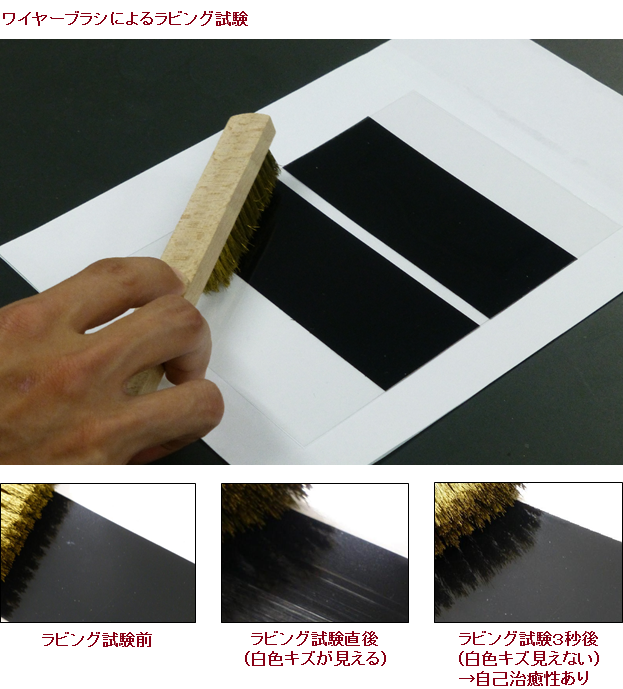 ワイヤーブラシによるラビング試験
ラビング試験前
ラビング試験直後
(白色キズが見える)
ラビング試験3秒後
(白色キズ見えない)
→自己治癒性あり